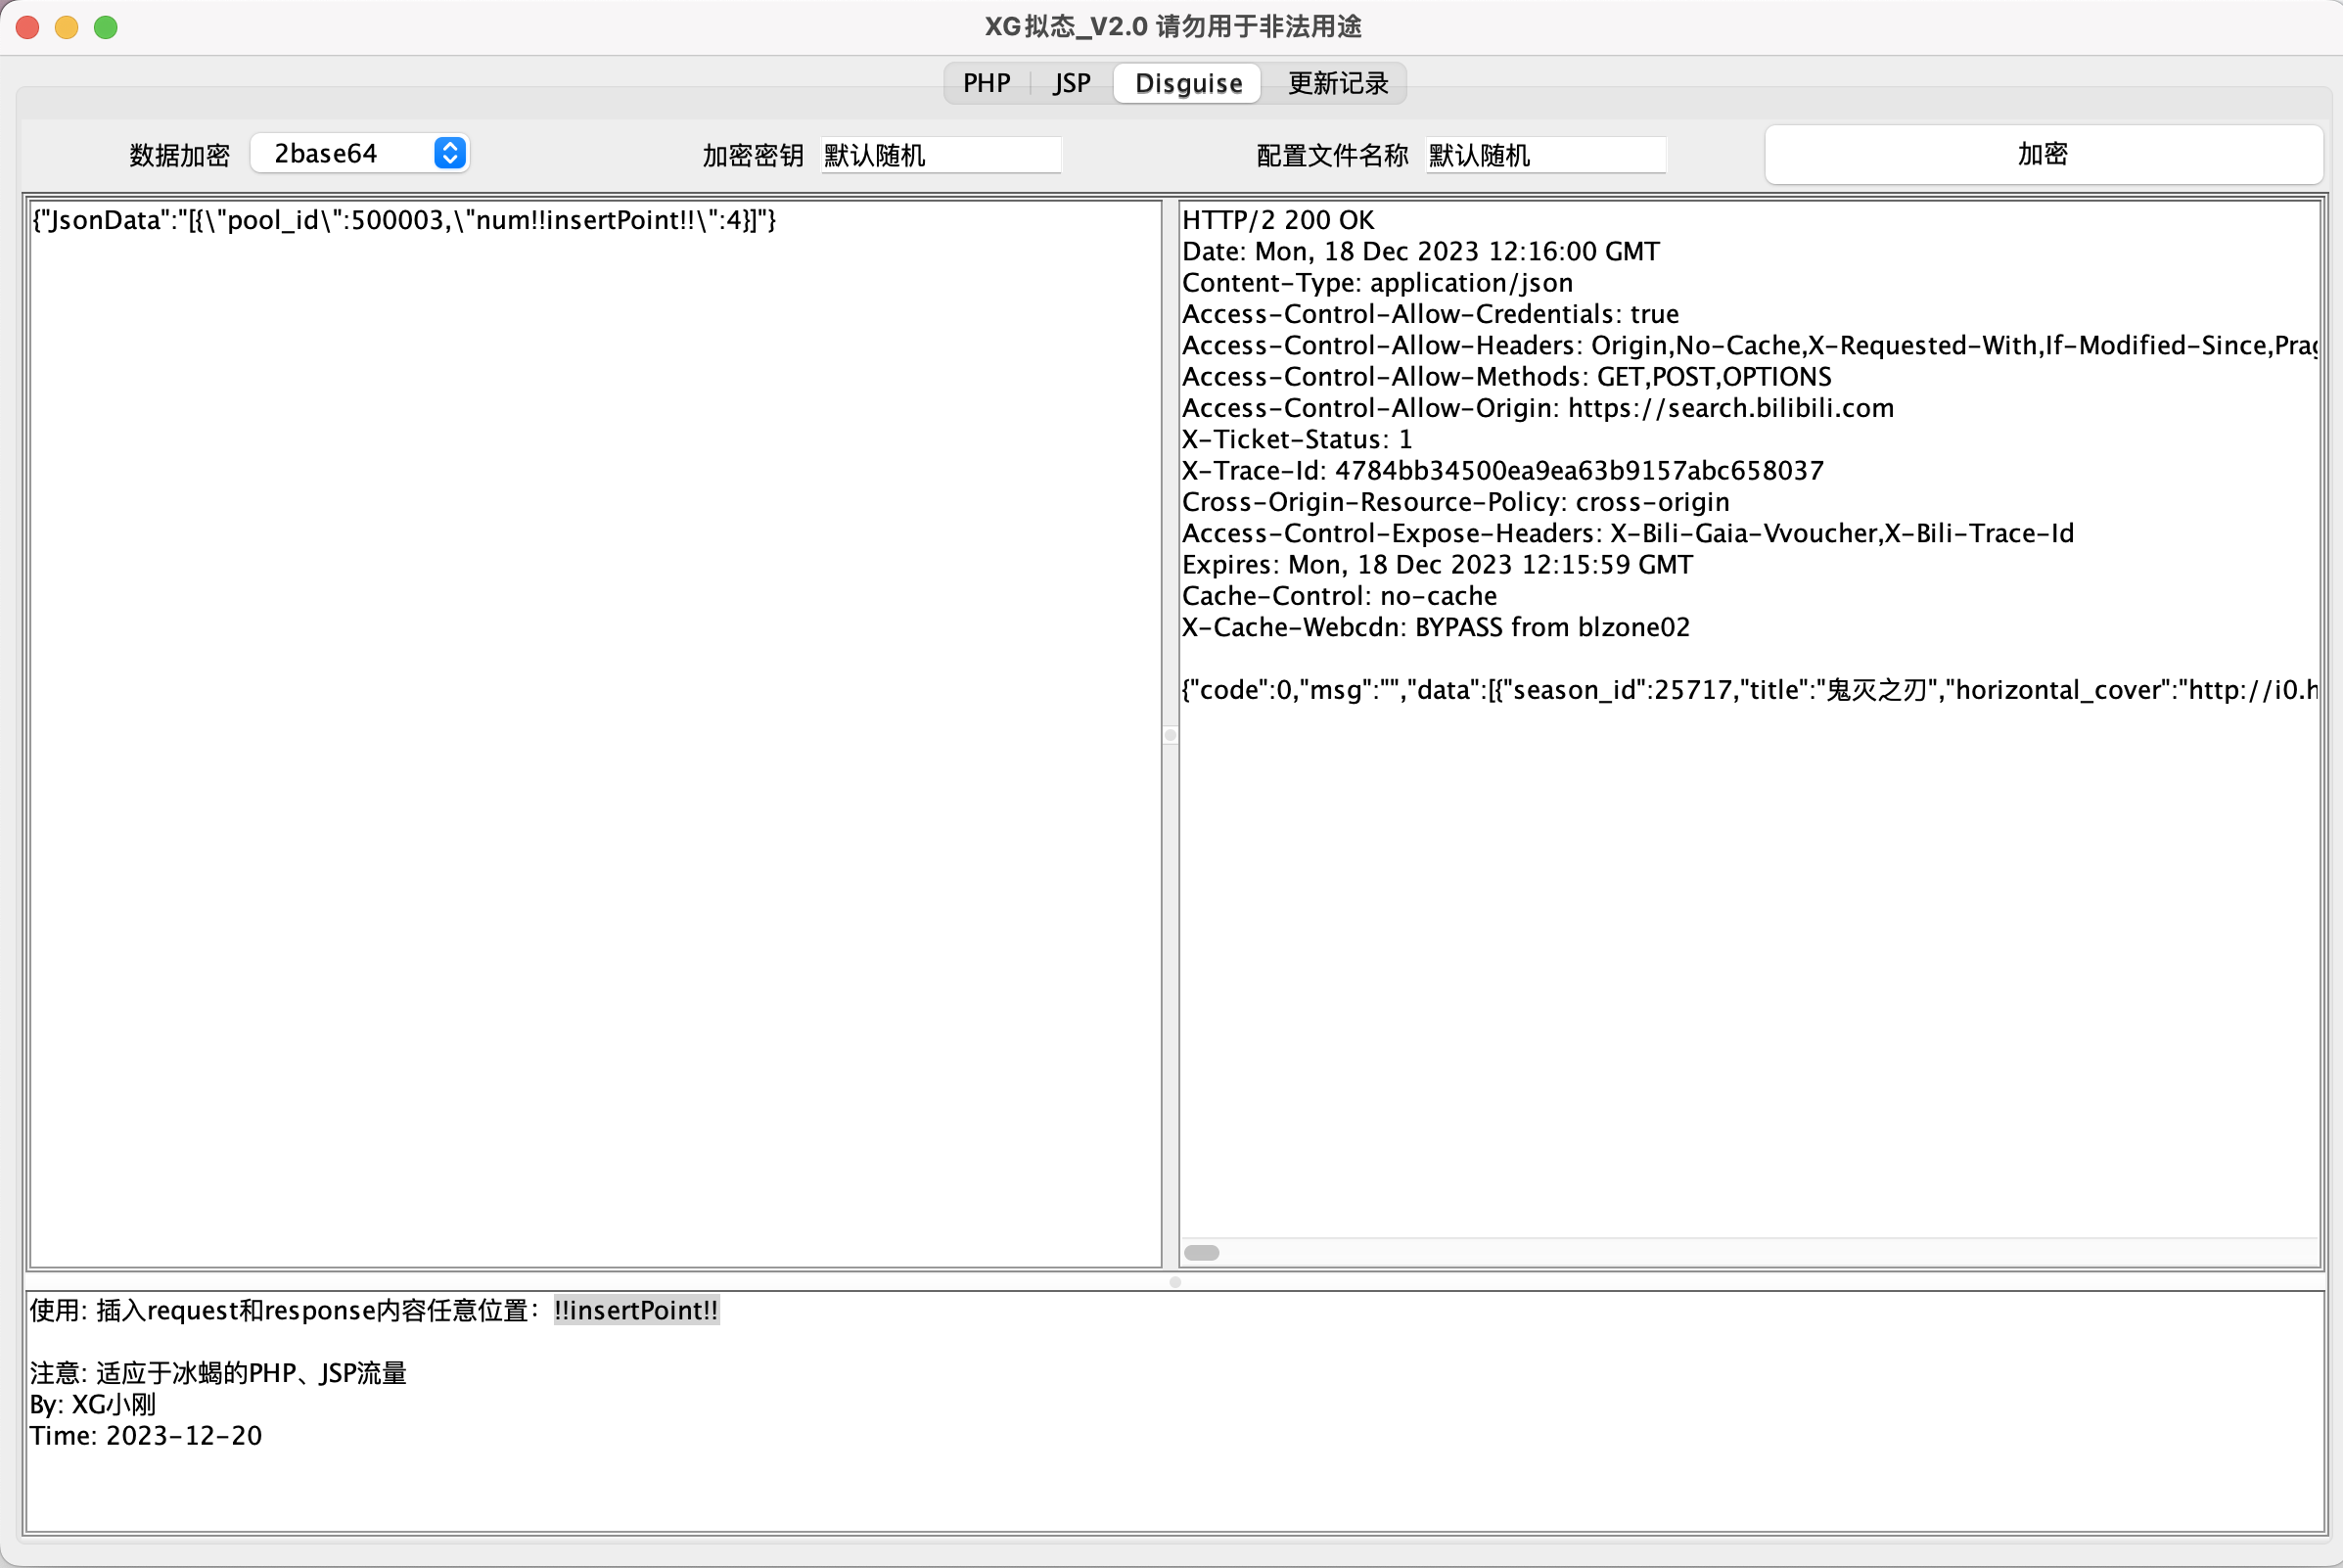 XG拟态_V2.0 请勿用于非法用途
PHP JSP Disguise 更新记录
数据加密 2base64 加密密钥 默认随机 配置文件名称 默认随机 加密
{"JsonData":"[{\"pool_id\":500003,\"num!!insertPoint!!\":4}]"}
HTTP/2 200 OK
Date: Mon, 18 Dec 2023 12:16:00 GMT
Content-Type: application/json
Access-Control-Allow-Credentials: true
Access-Control-Allow-Headers: Origin,No-Cache,X-Requested-With,If-Modified-Since,Prag
Access-Control-Allow-Methods: GET,POST,OPTIONS
Access-Control-Allow-Origin: https://search.bilibili.com
X-Ticket-Status: 1
X-Trace-Id: 4784bb34500ea9ea63b9157abc658037
Cross-Origin-Resource-Policy: cross-origin
Access-Control-Expose-Headers: X-Bili-Gaia-Vvoucher,X-Bili-Trace-Id
Expires: Mon, 18 Dec 2023 12:15:59 GMT
Cache-Control: no-cache
X-Cache-Webcdn: BYPASS from blzone02
{"code":0,"msg":"","data":[{"season_id":25717,"title":"鬼灭之刃","horizontal_cover":"http://i0.h
使用: 插入request和response内容任意位置：!!insertPoint!!
注意: 适应于冰蝎的PHP、JSP流量
By: XG小刚
Time: 2023-12-20